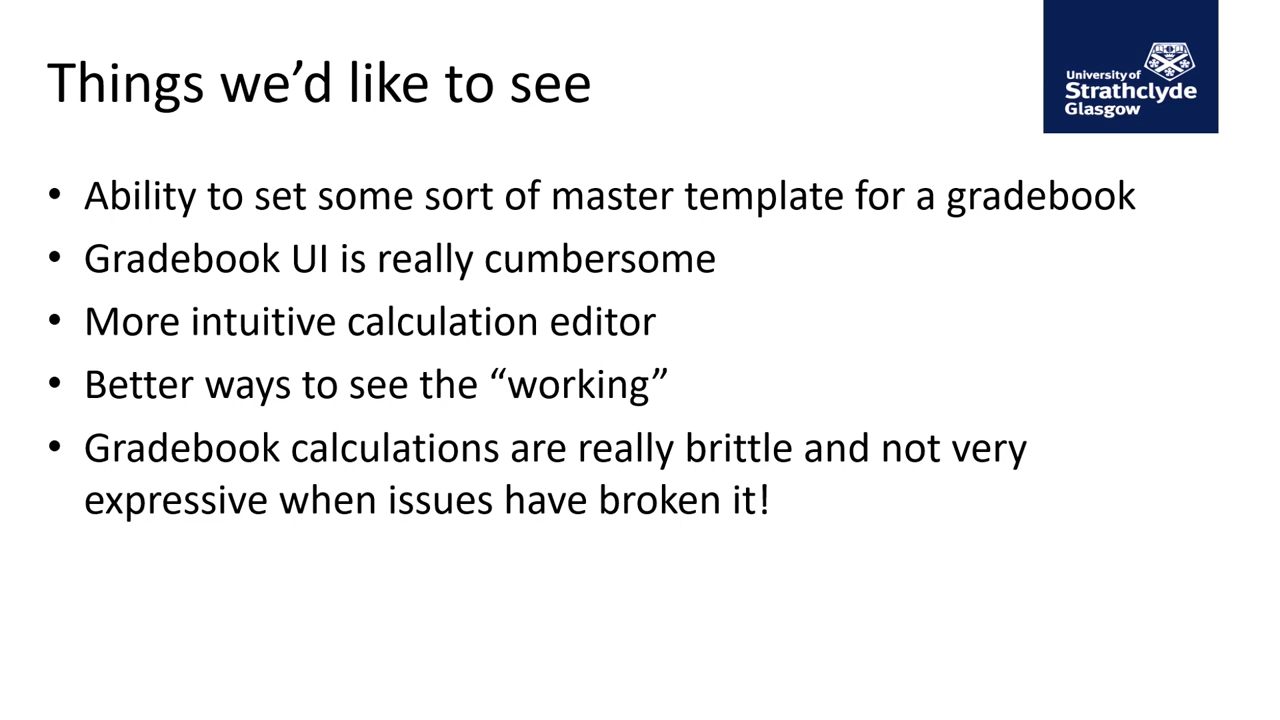 Things we’d like to see
University of
Strathclyde
Glasgow
• Ability to set some sort of master template for a gradebook
• Gradebook UI is really cumbersome
• More intuitive calculation editor
• Better ways to see the “working”
• Gradebook calculations are really brittle and not very
expressive when issues have broken it!